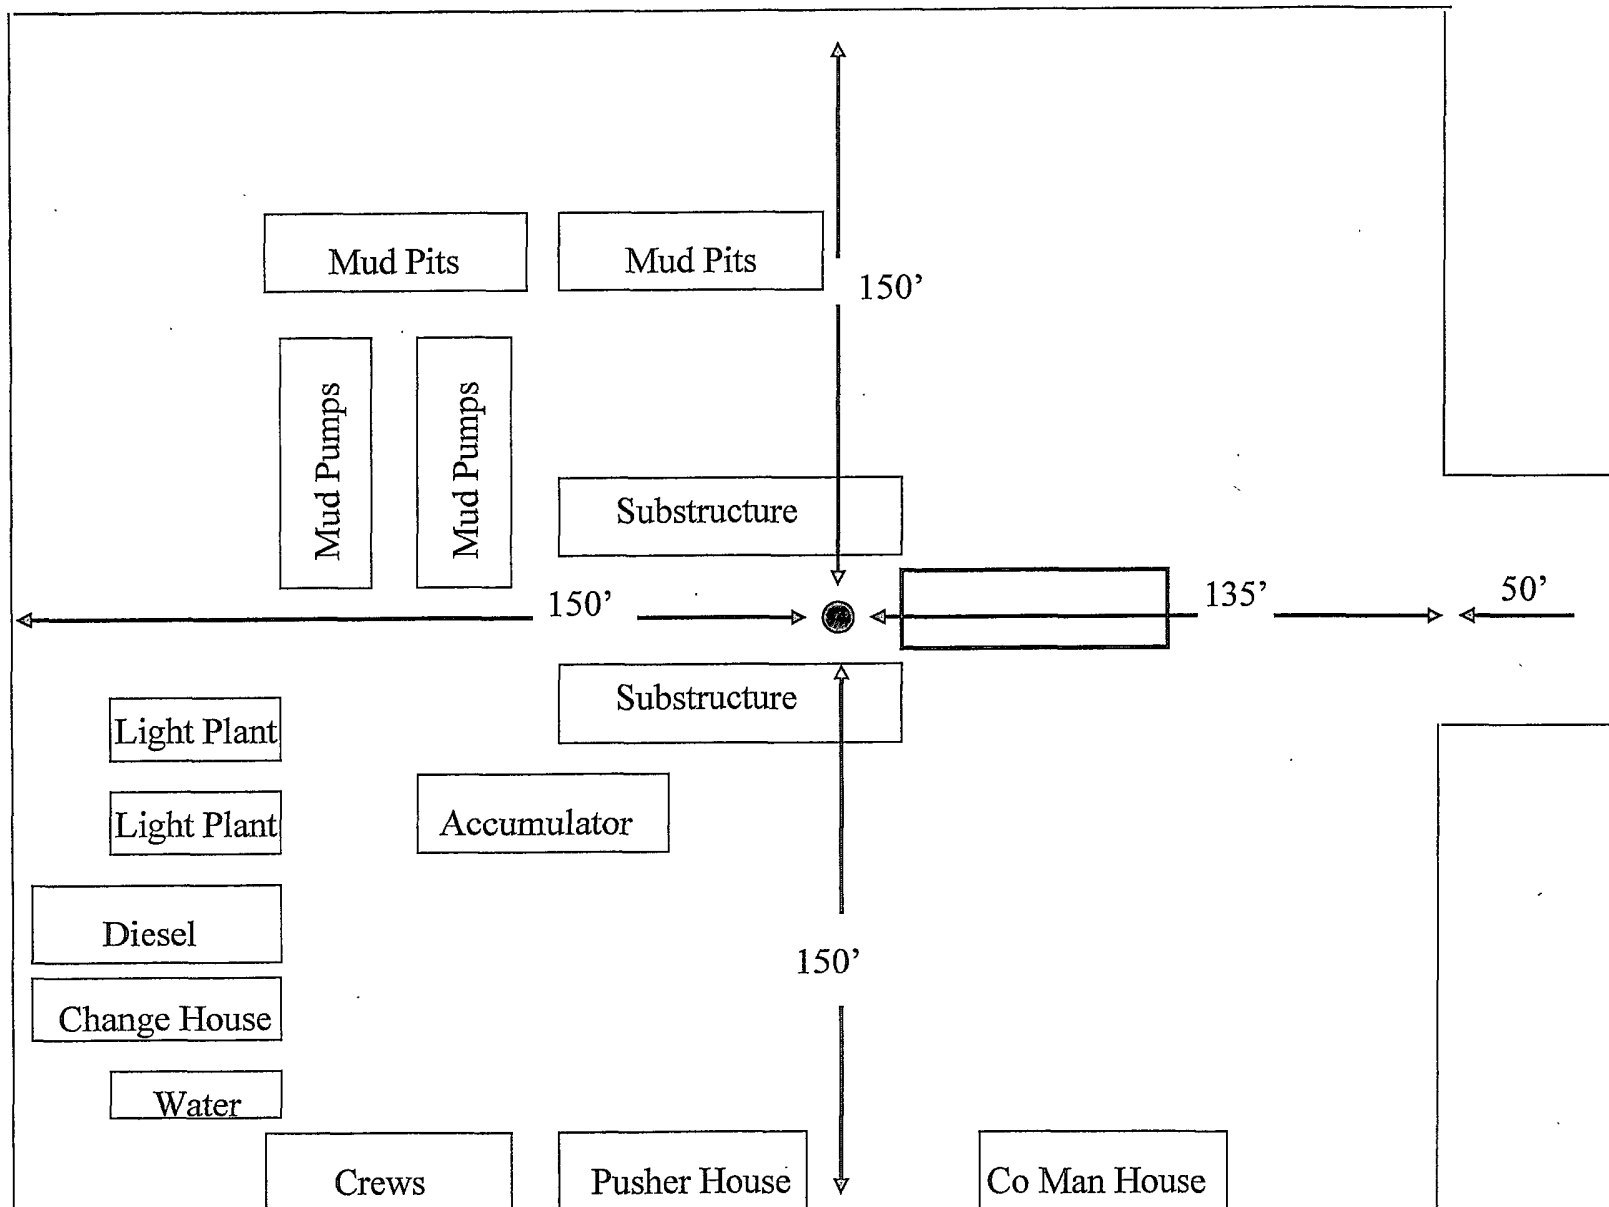 Mud Pits
Mud Pits
150’
Mud Pumps
Mud Pumps
Substructure
150’
135’
50’
Substructure
Light Plant
Light Plant
Accumulator
Diesel
150’
Change House
Water
Crews
Pusher House
Co Man House